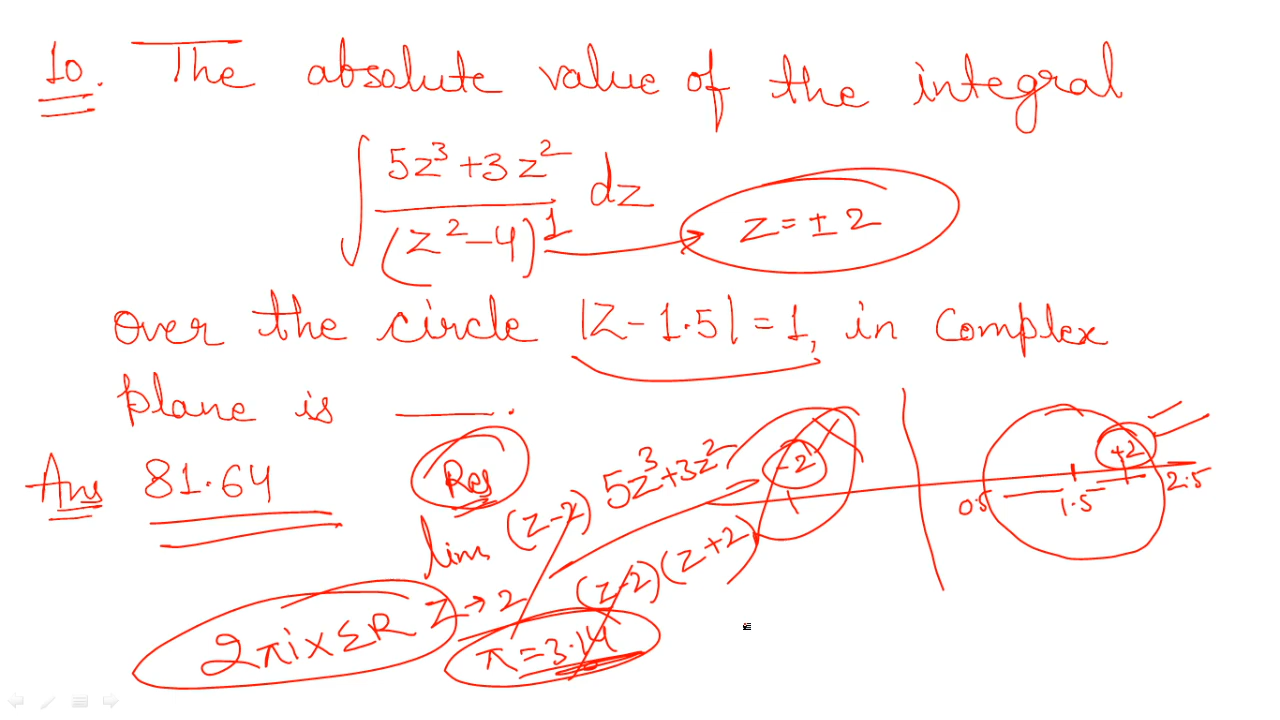 10. The absolute value of the integral
∫ (5z³+3z²)/(z²-4)¹ dz → z=±2
over the circle |z-1.5|=1, in complex
plane is ____.
Ans 81.64
Res
lim z→2 (z-2) (5z³+3z²)/((z-2)(z+2))
-2
+2
0.5 1.5 2.5
2πi×ΣR
π=3.14